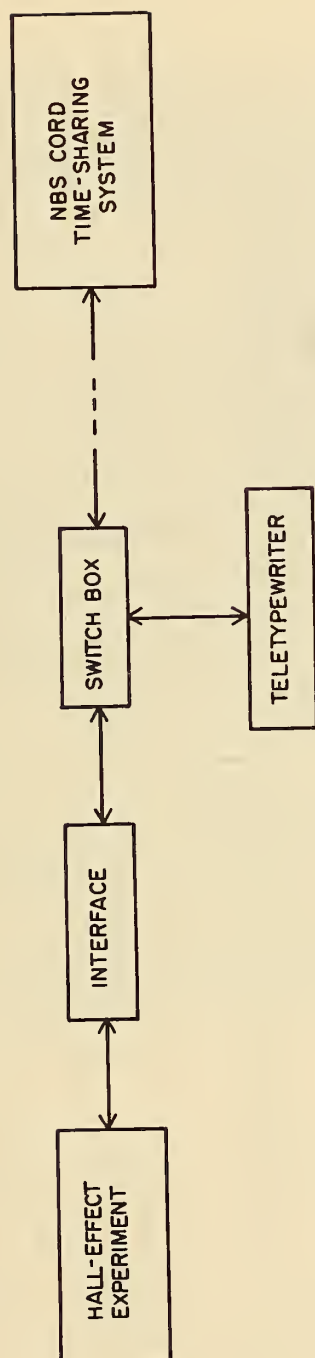 HALL-EFFECT
EXPERIMENT
INTERFACE
SWITCH BOX
TELETYPEWRITER
NBS CORD
TIME-SHARING
SYSTEM